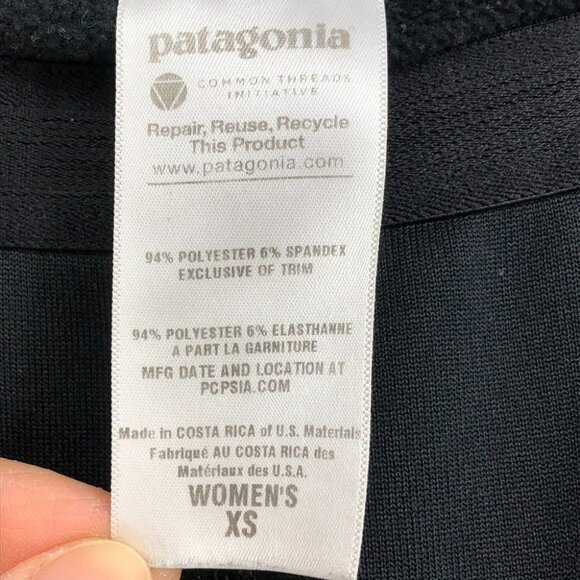 patagonia
COMMON THREADS
INITIATIVE
Repair, Reuse, Recycle
This Product
www.patagonia.com
94% POLYESTER 6% SPANDEX
EXCLUSIVE OF TRIM
94% POLYESTER 6% ELASTHANNE
A PART LA GARNITURE
MFG DATE AND LOCATION AT
PCPSIA.COM
Made in COSTA RICA of U.S. Materials
Fabriqué AU COSTA RICA des
Matériaux des U.S.A.
WOMEN'S
XS